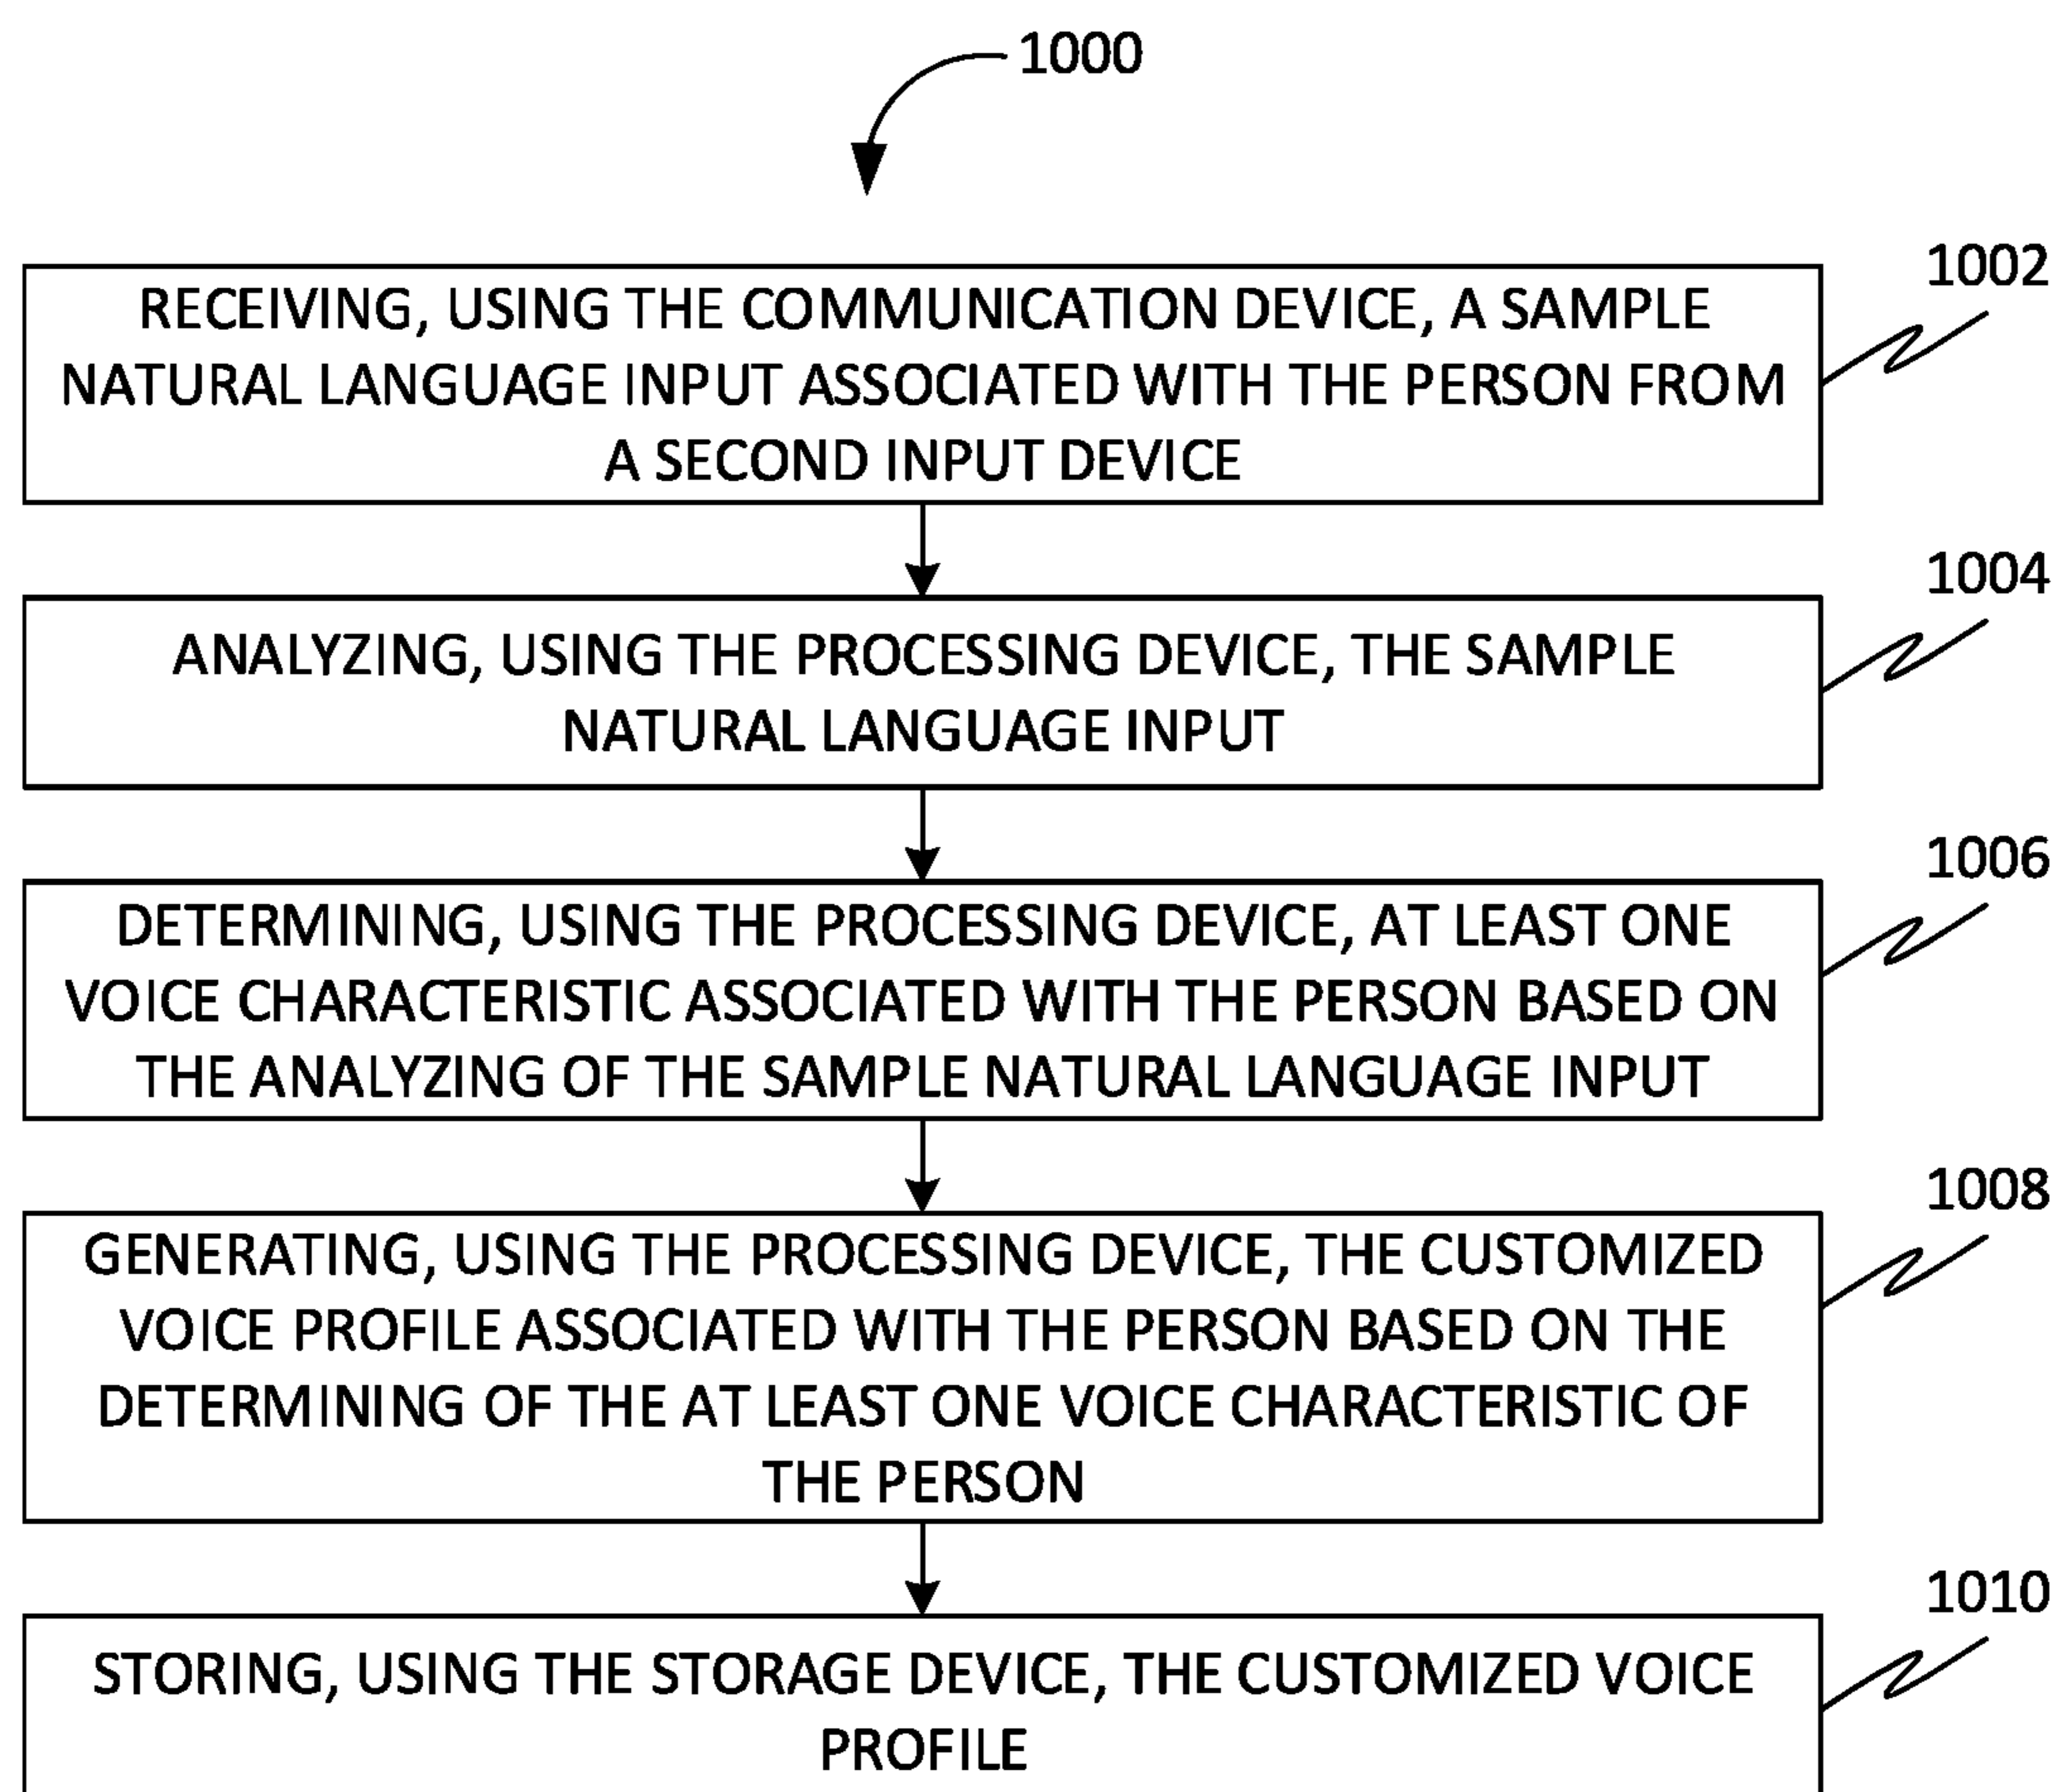 1000
1002
RECEIVING, USING THE COMMUNICATION DEVICE, A SAMPLE
NATURAL LANGUAGE INPUT ASSOCIATED WITH THE PERSON FROM
A SECOND INPUT DEVICE
1004
ANALYZING, USING THE PROCESSING DEVICE, THE SAMPLE
NATURAL LANGUAGE INPUT
1006
DETERMINING, USING THE PROCESSING DEVICE, AT LEAST ONE
VOICE CHARACTERISTIC ASSOCIATED WITH THE PERSON BASED ON
THE ANALYZING OF THE SAMPLE NATURAL LANGUAGE INPUT
1008
GENERATING, USING THE PROCESSING DEVICE, THE CUSTOMIZED
VOICE PROFILE ASSOCIATED WITH THE PERSON BASED ON THE
DETERMINING OF THE AT LEAST ONE VOICE CHARACTERISTIC OF
THE PERSON
1010
STORING, USING THE STORAGE DEVICE, THE CUSTOMIZED VOICE
PROFILE